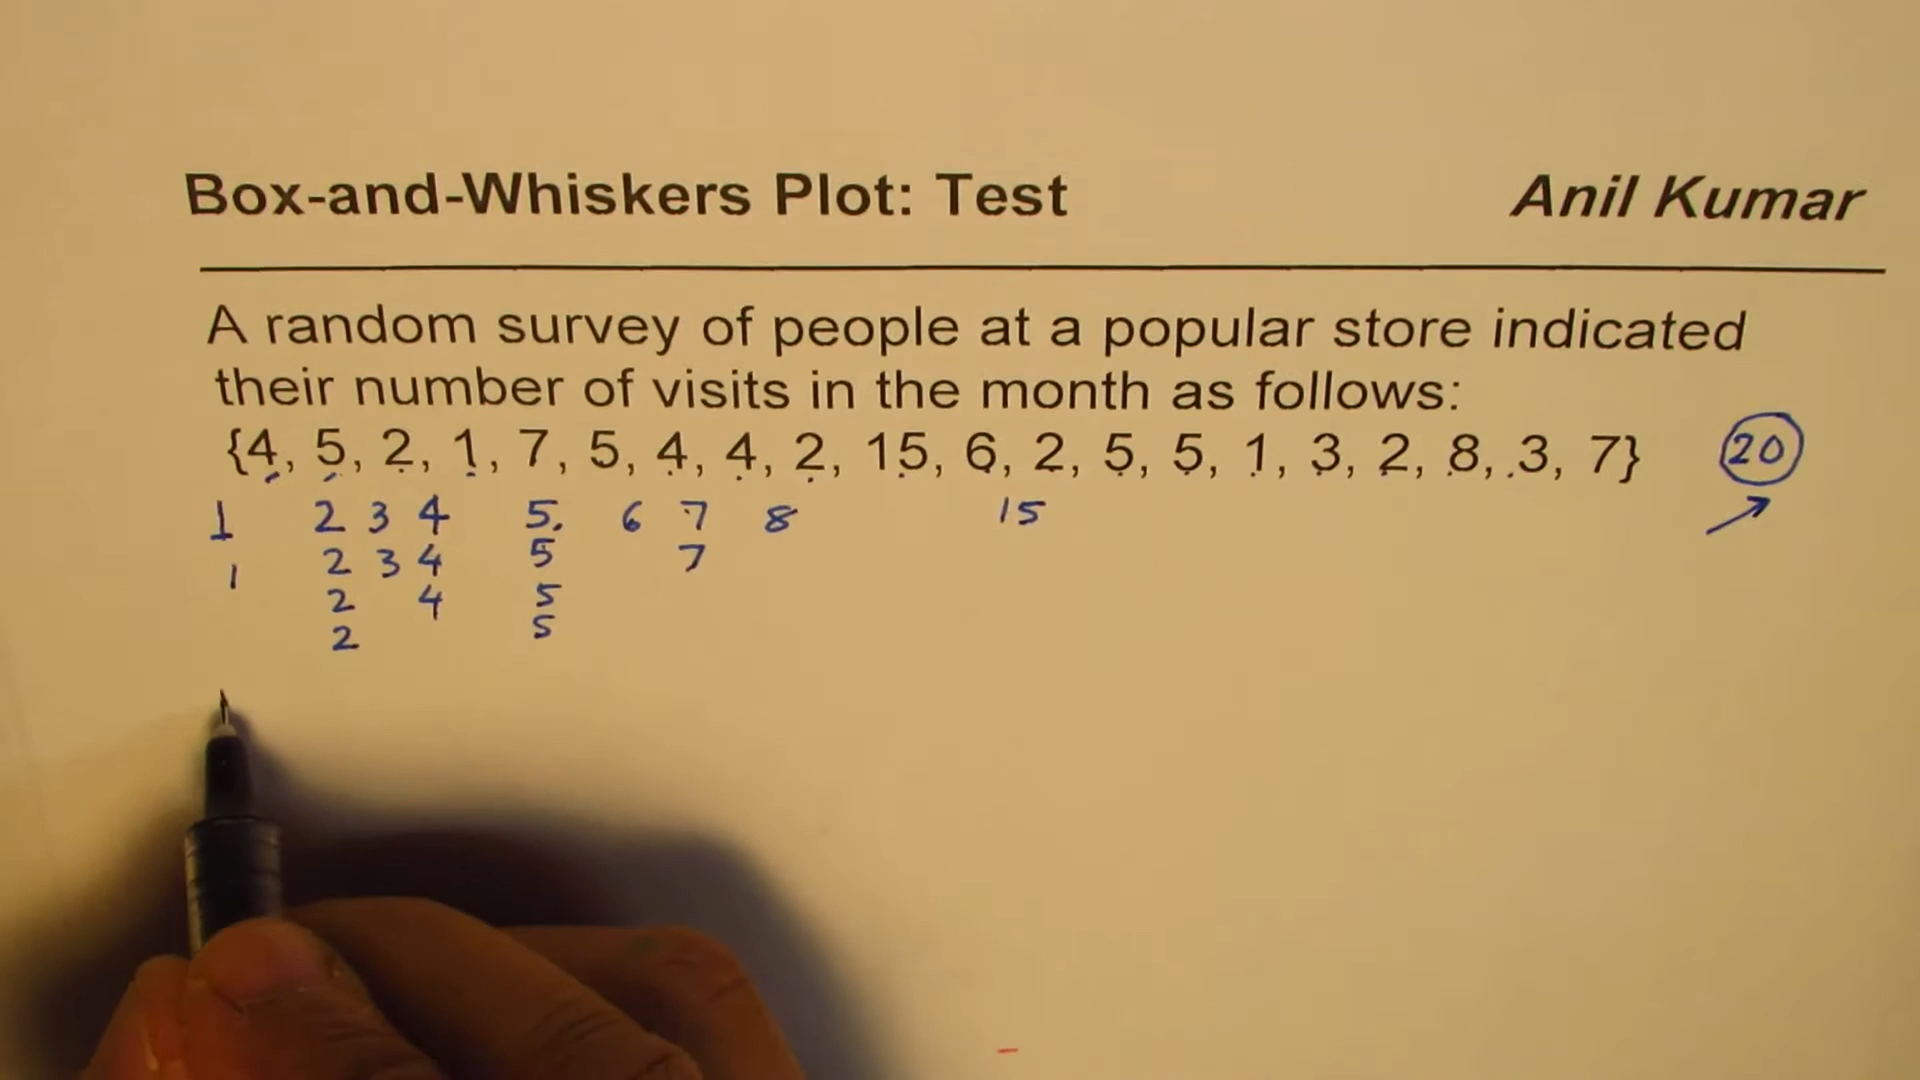 Box-and-Whiskers Plot: Test Anil Kumar
A random survey of people at a popular store indicated
their number of visits in the month as follows:
{4, 5, 2, 1, 7, 5, 4, 4, 2, 15, 6, 2, 5, 5, 1, 3, 2, 8, 3, 7} 20
1 2 3 4 5. 6 7 8 15
1 2 3 4 5 7
2 4 5
2 5